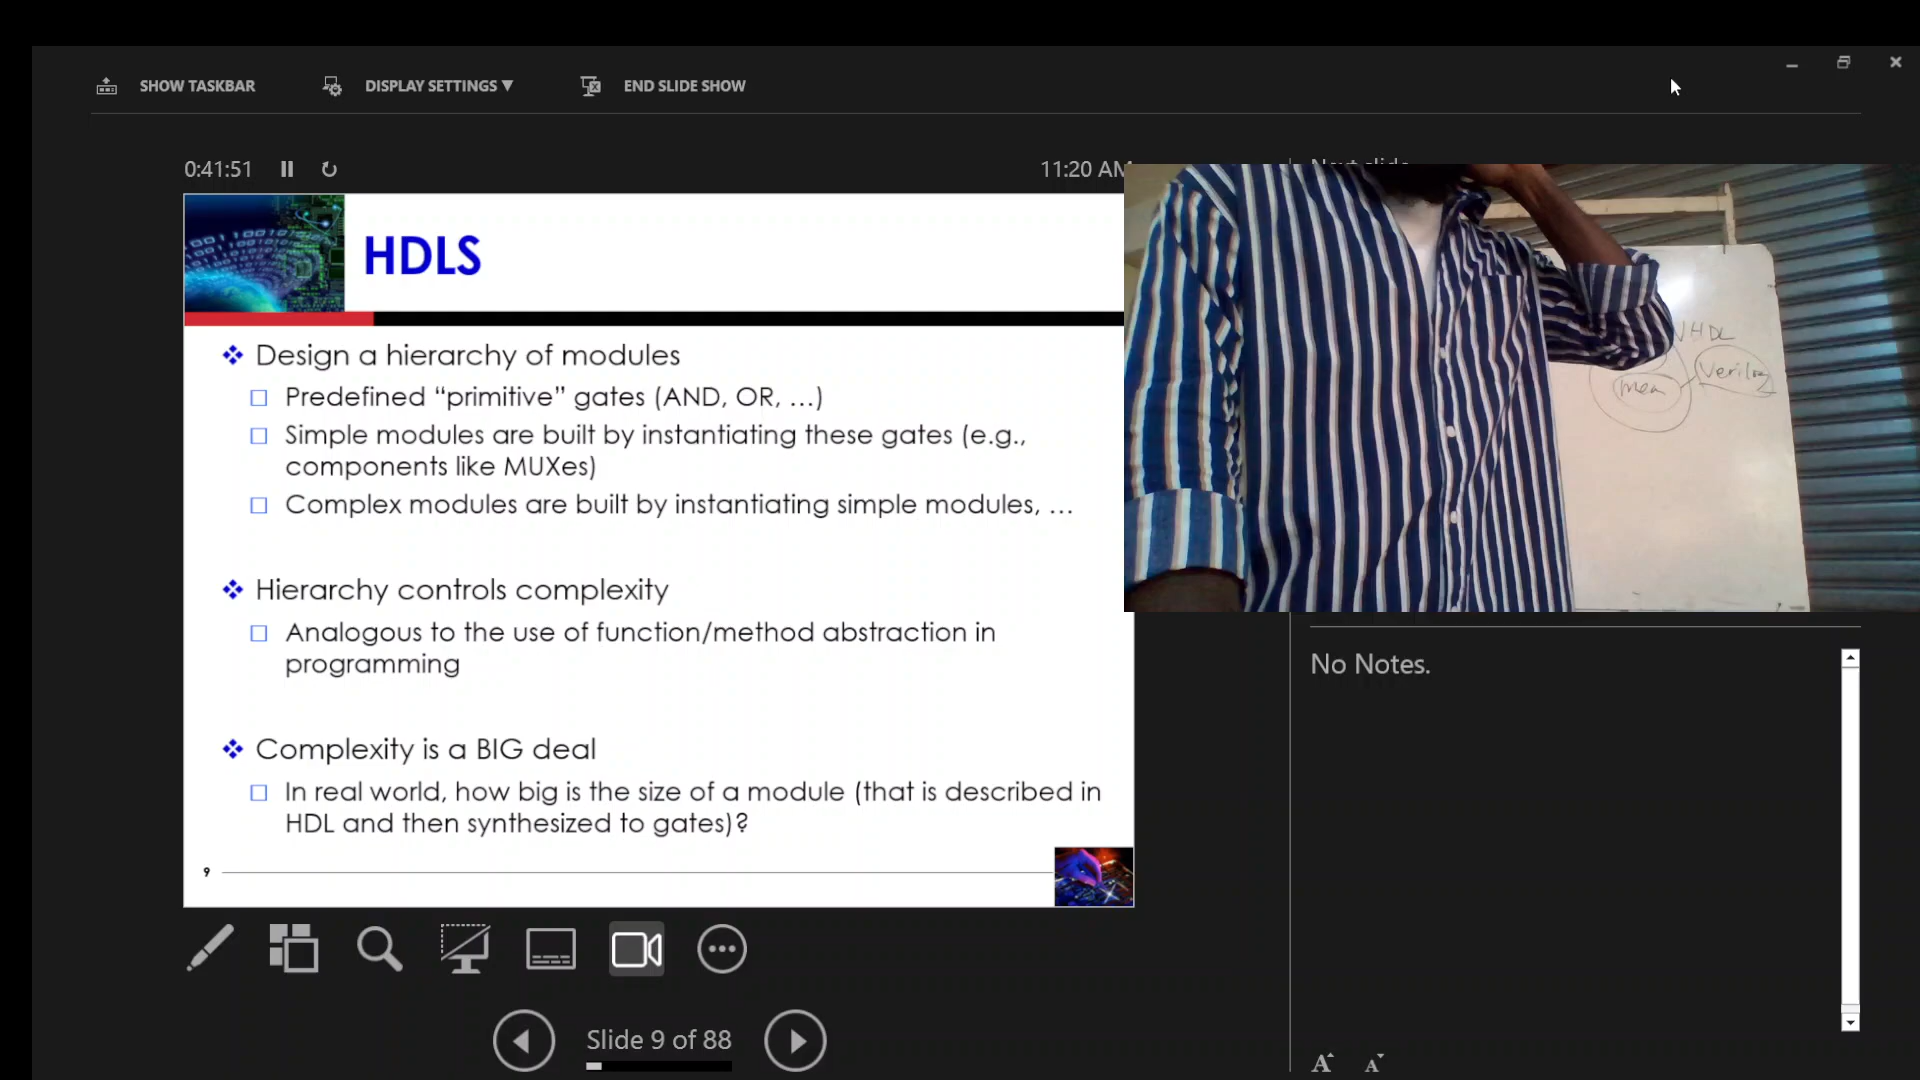 SHOW TASKBAR
DISPLAY SETTINGS ▼
END SLIDE SHOW
0:41:51
11:20 AM
Next slide
HDLS
❖ Design a hierarchy of modules
□ Predefined “primitive” gates (AND, OR, …)
□ Simple modules are built by instantiating these gates (e.g.,
components like MUXes)
□ Complex modules are built by instantiating simple modules, …
❖ Hierarchy controls complexity
□ Analogous to the use of function/method abstraction in
programming
❖ Complexity is a BIG deal
□ In real world, how big is the size of a module (that is described in
HDL and then synthesized to gates)?
9
VHDL
Verilog
No Notes.
Slide 9 of 88
A A